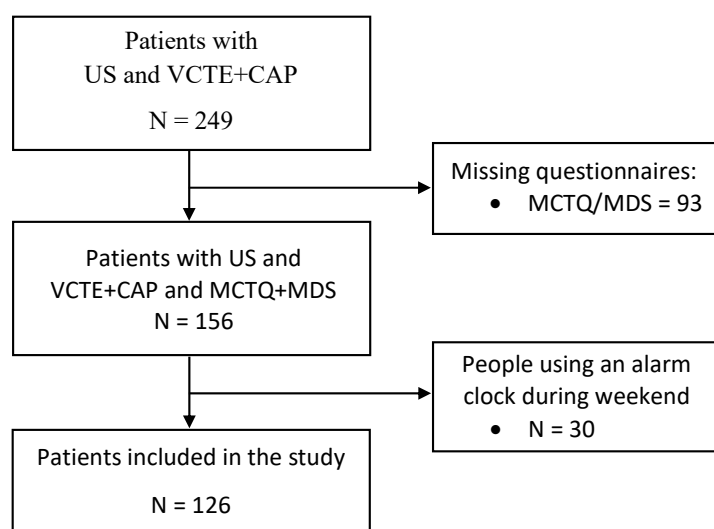 Patients with
US and VCTE+CAP
N = 249
Missing questionnaires:
• MCTQ/MDS = 93
Patients with US and
VCTE+CAP and MCTQ+MDS
N = 156
People using an alarm
clock during weekend
• N = 30
Patients included in the study
N = 126